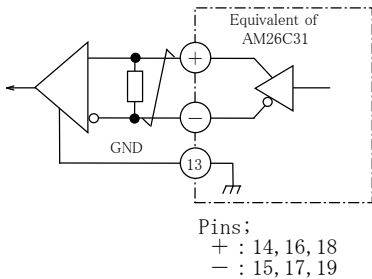 Equivalent of
AM26C31
+
−
GND
13
Pins;
+ : 14, 16, 18
− : 15, 17, 19